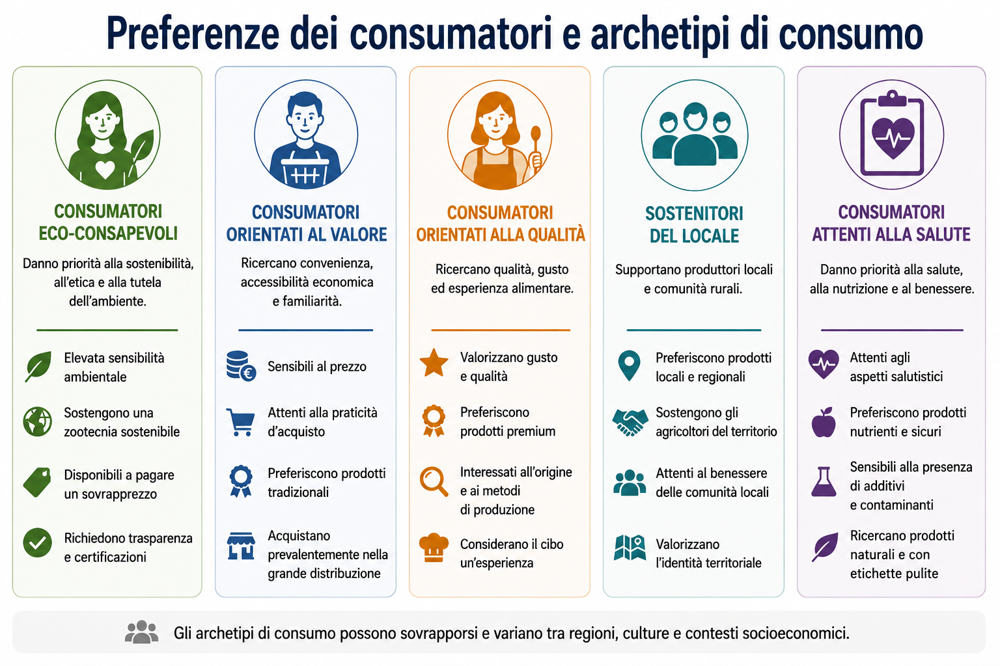 Preferenze dei consumatori e archetipi di consumo
CONSUMATORI
ECO-CONSAPEVOLI
Danno priorità alla sostenibilità,
all'etica e alla tutela
dell'ambiente.
Elevata sensibilità
ambientale
Sostengono una
zootecnia sostenibile
Disponibili a pagare
un sovrapprezzo
Richiedono trasparenza
e certificazioni
CONSUMATORI
ORIENTATI AL VALORE
Ricercano convenienza,
accessibilità economica
e familiarità.
€
Sensibili al prezzo
Attenti alla praticità
d'acquisto
Preferiscono prodotti
tradizionali
Acquistano
prevalentemente nella
grande distribuzione
CONSUMATORI
ORIENTATI ALLA QUALITÀ
Ricercano qualità, gusto
ed esperienza alimentare.
Valorizzano gusto
e qualità
Preferiscono
prodotti premium
Interessati all'origine
e ai metodi
di produzione
Considerano il cibo
un'esperienza
SOSTENITORI
DEL LOCALE
Supportano produttori locali
e comunità rurali.
Preferiscono prodotti
locali e regionali
Sostengono gli
agricoltori del territorio
Attenti al benessere
delle comunità locali
Valorizzano
l'identità territoriale
CONSUMATORI
ATTENTI ALLA SALUTE
Danno priorità alla salute,
alla nutrizione e al benessere.
Attenti agli
aspetti salutistici
Preferiscono prodotti
nutrienti e sicuri
Sensibili alla presenza
di additivi
e contaminanti
Ricercano prodotti
naturali e con
etichette pulite
Gli archetipi di consumo possono sovrapporsi e variano tra regioni, culture e contesti socioeconomici.